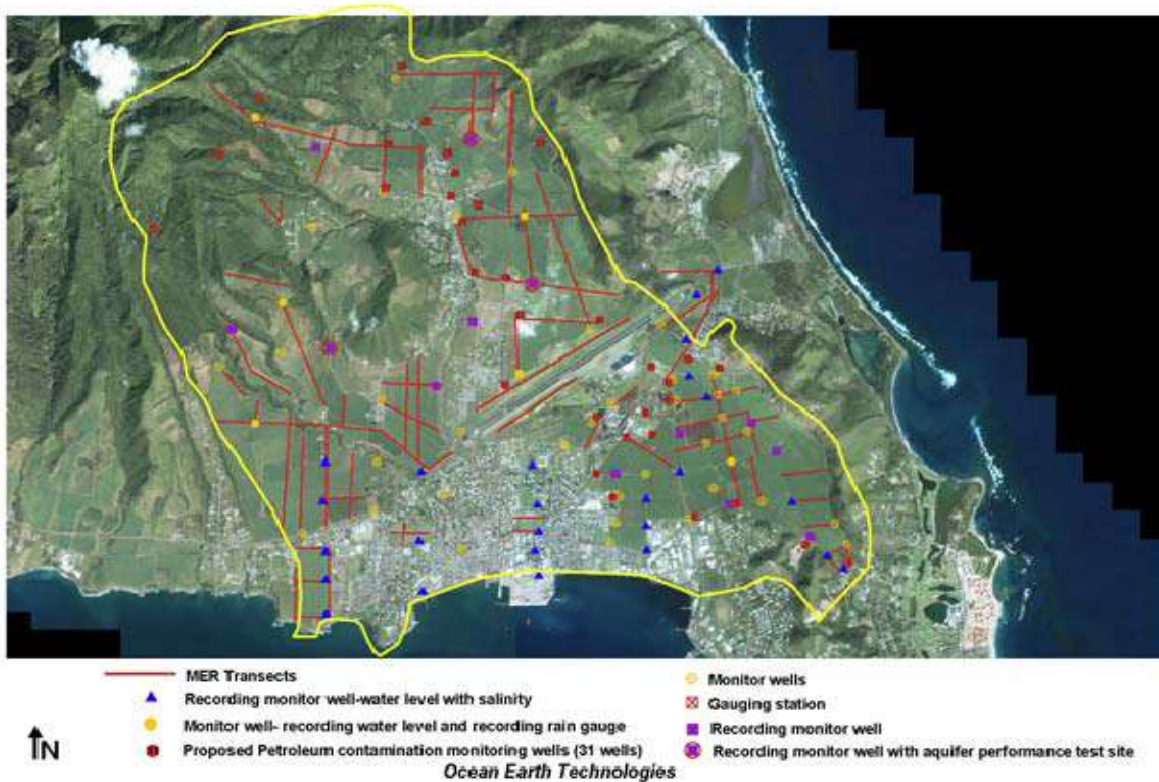 MER Transects
Recording monitor well-water level with salinity
Monitor well- recording water level and recording rain gauge
Proposed Petroleum contamination monitoring wells (31 wells)
Monitor wells
Gauging station
Recording monitor well
Recording monitor well with aquifer performance test site
N
Ocean Earth Technologies